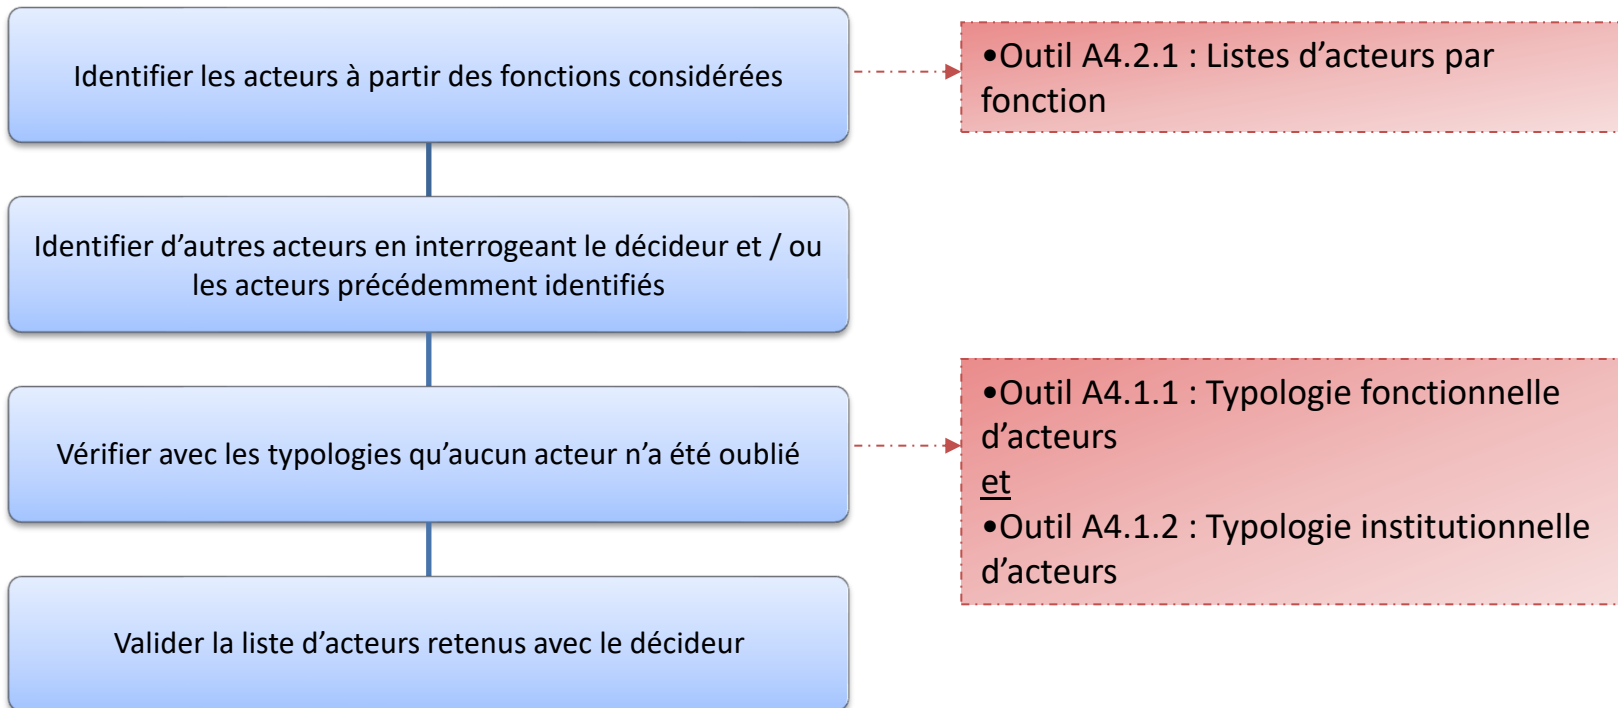 Identifier les acteurs à partir des fonctions considérées
•Outil A4.2.1 : Listes d’acteurs par
fonction
Identifier d’autres acteurs en interrogeant le décideur et / ou
les acteurs précédemment identifiés
Vérifier avec les typologies qu’aucun acteur n’a été oublié
•Outil A4.1.1 : Typologie fonctionnelle
d’acteurs
et
•Outil A4.1.2 : Typologie institutionnelle
d’acteurs
Valider la liste d’acteurs retenus avec le décideur